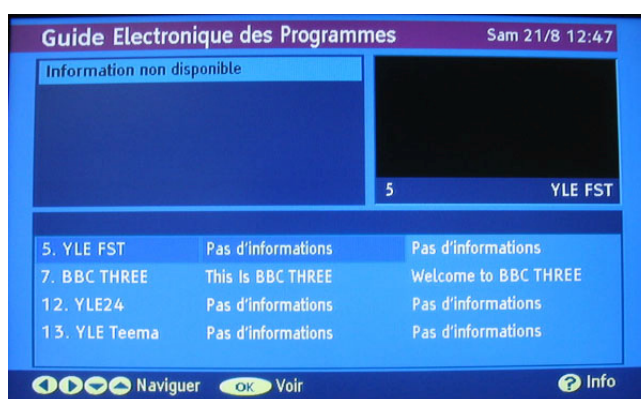 Guide Electronique des Programmes Sam 21/8 12:47
Information non disponible
5 YLE FST
5. YLE FST Pas d'informations Pas d'informations
7. BBC THREE This Is BBC THREE Welcome to BBC THREE
12. YLE24 Pas d'informations Pas d'informations
13. YLE Teema Pas d'informations Pas d'informations
Naviguer OK Voir ? Info